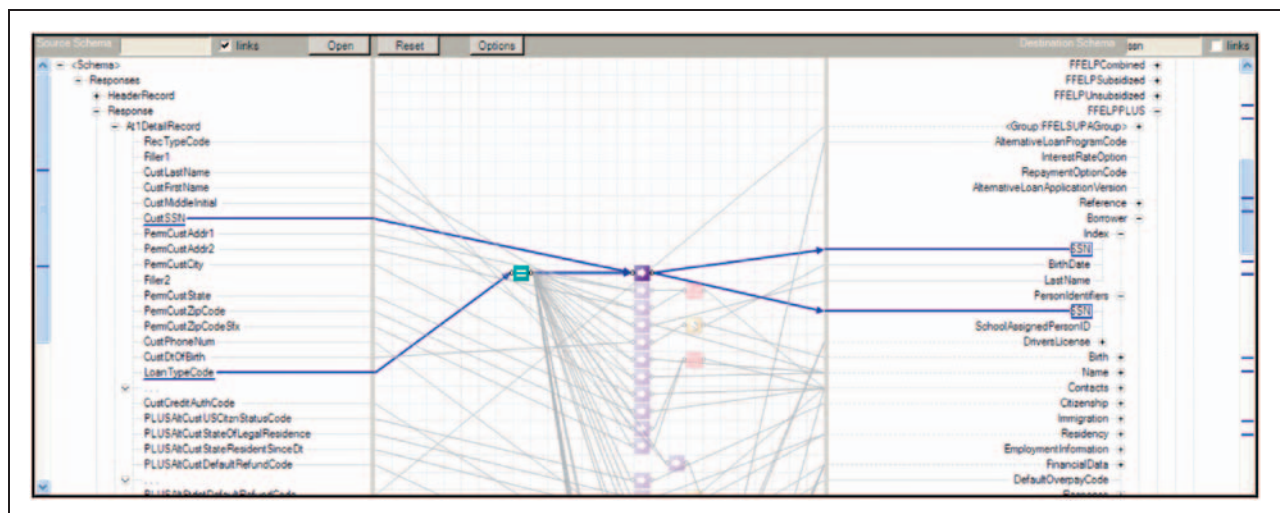 Source Schema links Open Reset Options Destination Schema ssn links
<Schema>
Responses
HeaderRecord
Response
At1DetailRecord
RecTypeCode
Filler1
CustLastName
CustFirstName
CustMiddleInitial
CustSSN
PermCustAddr1
PermCustAddr2
PermCustCity
Filler2
PermCustState
PermCustZipCode
PermCustZipCodeSfx
CustPhoneNum
CustDtOfBirth
LoanTypeCode
...
CustCreditAuthCode
PLUSAltCustUSCitznStatusCode
PLUSAltCustStateOfLegalResidence
PLUSAltCustStateResidentSinceDt
PLUSAltCustDefaultRefundCode
...
FFELPCombined
FFELPSubsidized
FFELPUnsubsidized
FFELPPLUS
<Group:FFELSUPAGroup>
AlternativeLoanProgramCode
InterestRateOption
RepaymentOptionCode
AlternativeLoanApplicationVersion
Reference
Borrower
Index
SSN
BirthDate
LastName
PersonIdentifiers
SSN
SchoolAssignedPersonID
DriversLicense
Birth
Name
Contacts
Citizenship
Immigration
Residency
EmploymentInformation
FinancialData
DefaultOverpayCode